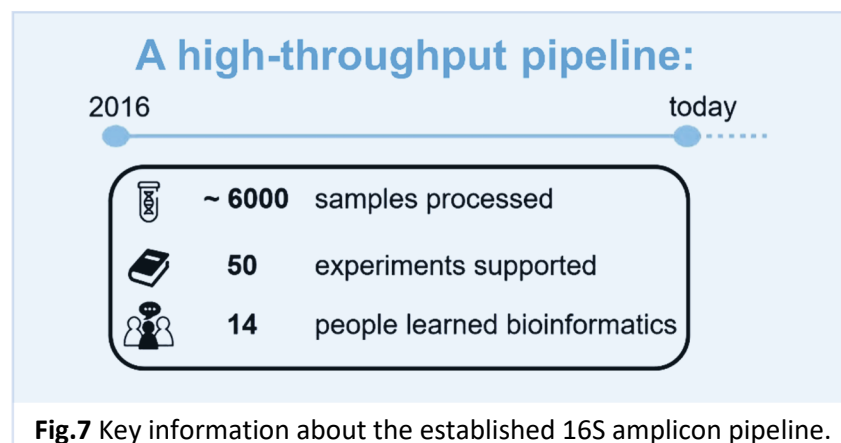 A high-throughput pipeline:
2016 today
~ 6000 samples processed
50 experiments supported
14 people learned bioinformatics
Fig.7 Key information about the established 16S amplicon pipeline.